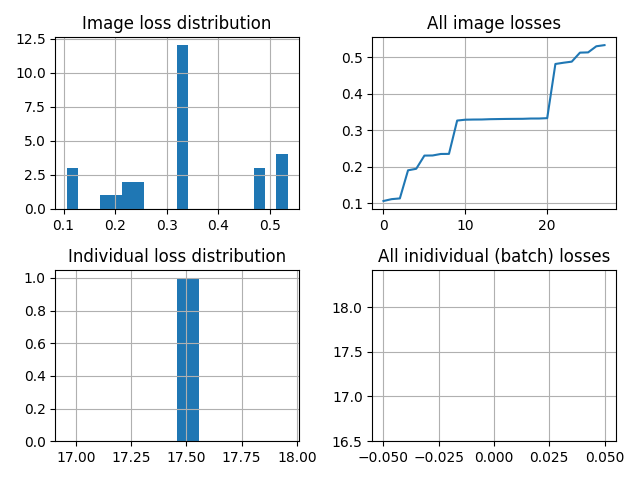 Image loss distribution
12.5
10.0
7.5
5.0
2.5
0.0
0.1 0.2 0.3 0.4 0.5
All image losses
0.5
0.4
0.3
0.2
0.1
0 10 20
Individual loss distribution
1.0
0.8
0.6
0.4
0.2
0.0
17.00 17.25 17.50 17.75 18.00
All inidividual (batch) losses
18.0
17.5
17.0
16.5
−0.050 −0.025 0.000 0.025 0.050